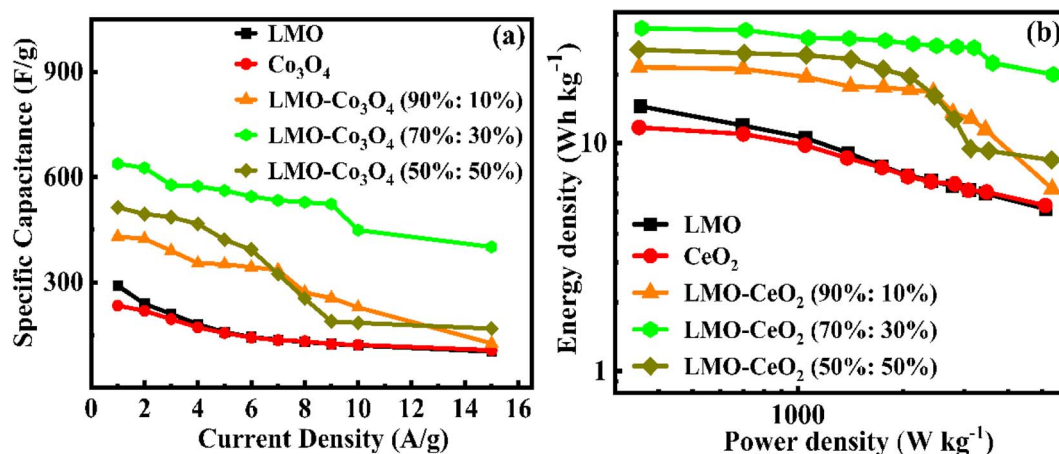 (a)
LMO
Co₃O₄
LMO-Co₃O₄ (90%: 10%)
LMO-Co₃O₄ (70%: 30%)
LMO-Co₃O₄ (50%: 50%)
Specific Capacitance (F/g)
900
600
300
0 2 4 6 8 10 12 14 16
Current Density (A/g)
(b)
Energy density (Wh kg⁻¹)
10
1
LMO
CeO₂
LMO-CeO₂ (90%: 10%)
LMO-CeO₂ (70%: 30%)
LMO-CeO₂ (50%: 50%)
1000
Power density (W kg⁻¹)